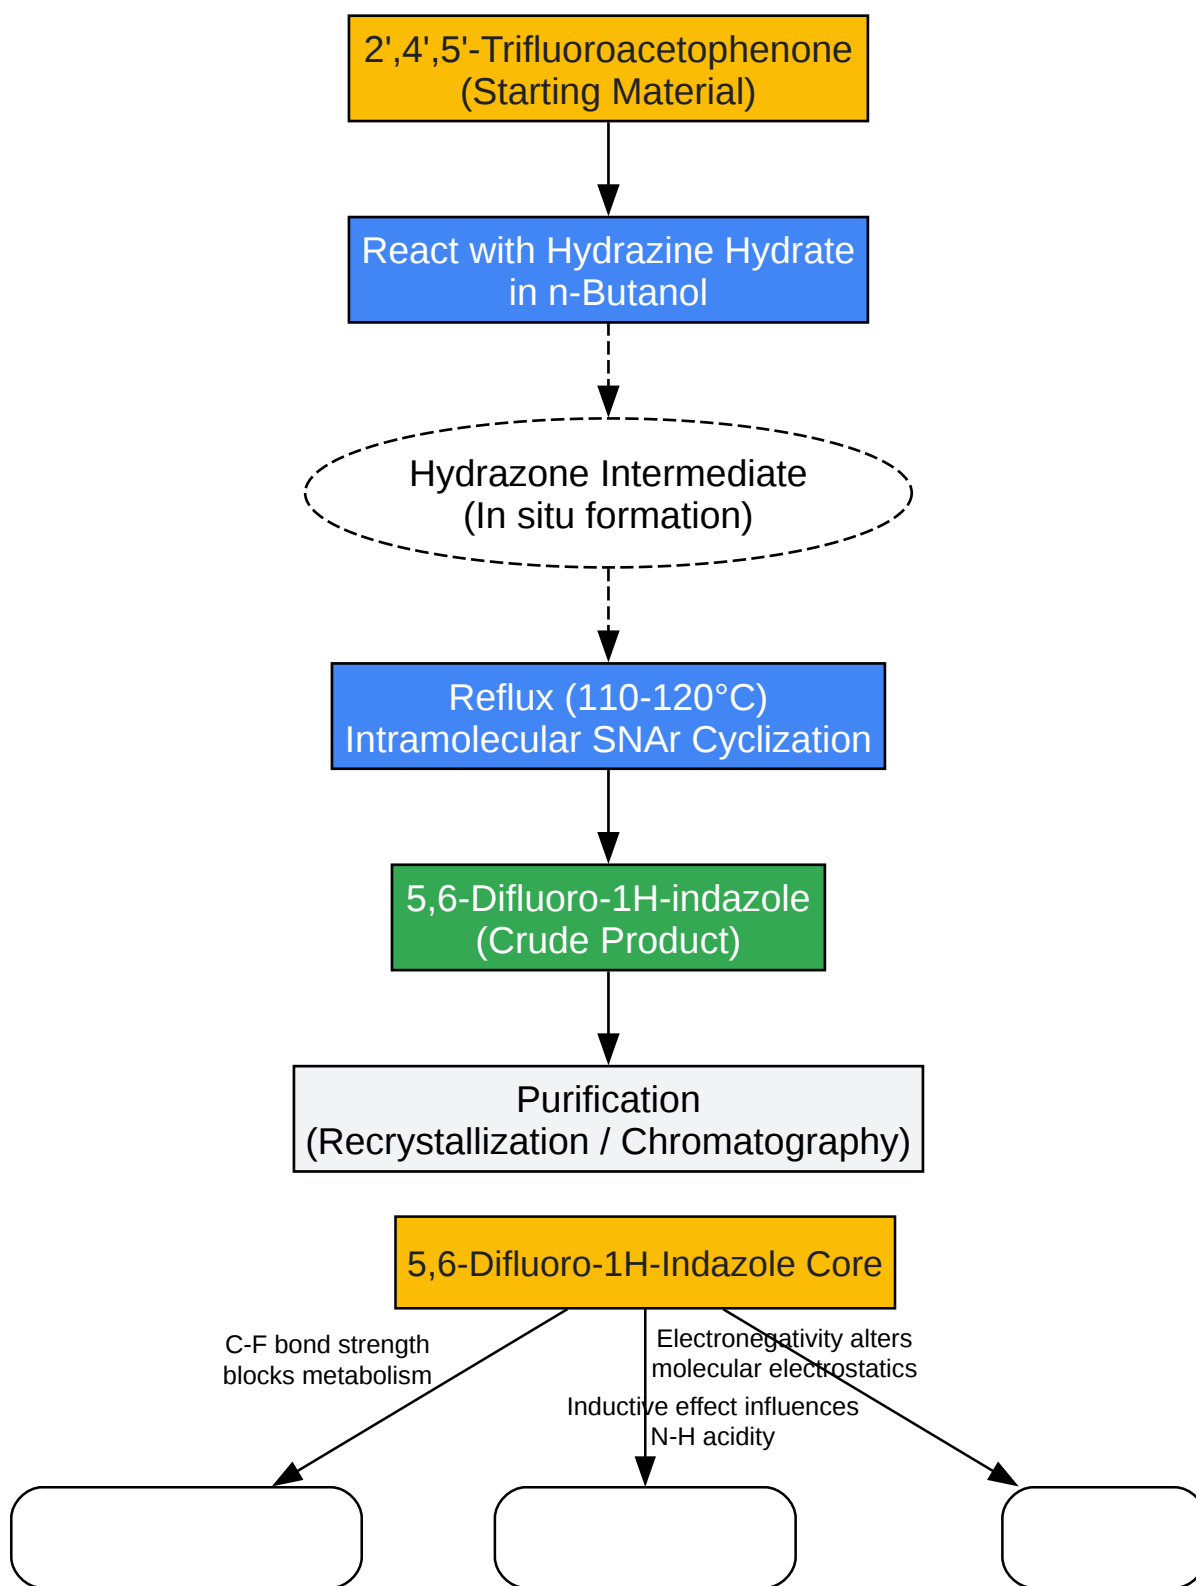 2',4',5'-Trifluoroacetophenone
(Starting Material)
React with Hydrazine Hydrate
in n-Butanol
Hydrazone Intermediate
(In situ formation)
Reflux (110-120°C)
Intramolecular SNAr Cyclization
5,6-Difluoro-1H-indazole
(Crude Product)
Purification
(Recrystallization / Chromatography)
5,6-Difluoro-1H-Indazole Core
C-F bond strength
blocks metabolism
Electronegativity alters
molecular electrostatics
Inductive effect influences
N-H acidity